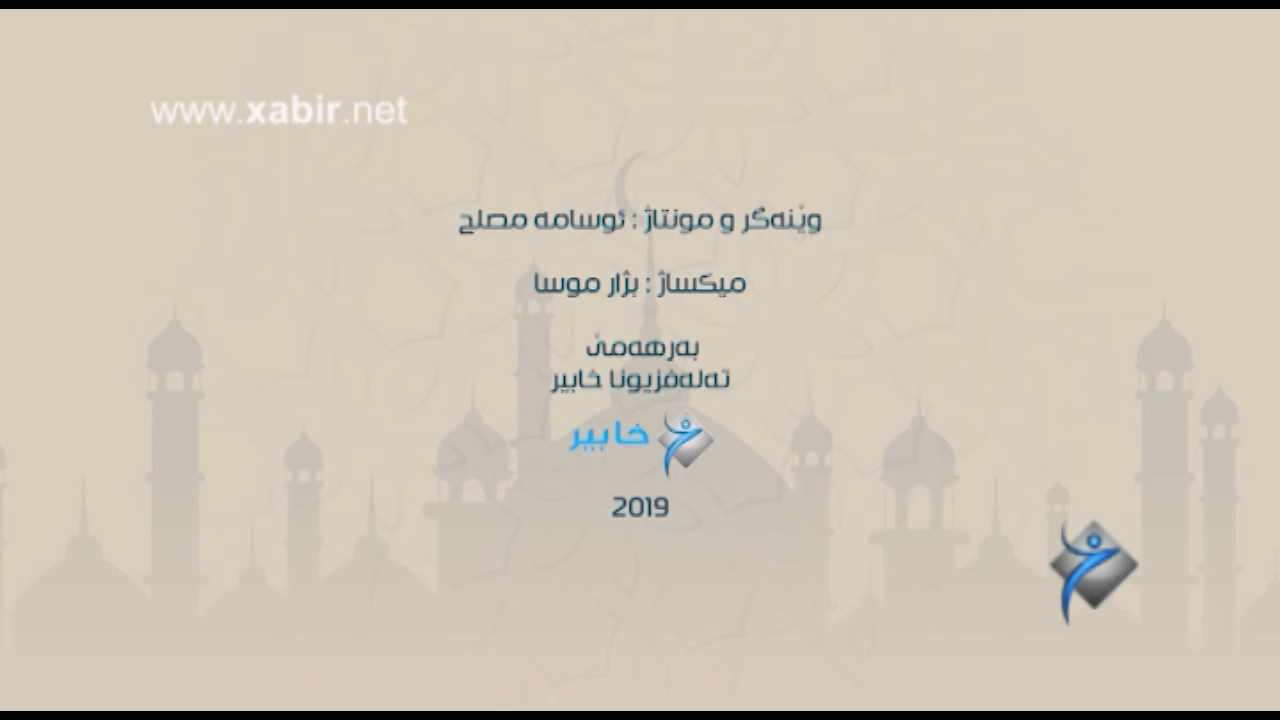 www.xabir.net
وێنەگر و مونتاژ : ئوسامە مصلح
میکساژ : بژار موسا
بەرهەمێ
تەلەفزیونا خابیر
خابیر
2019